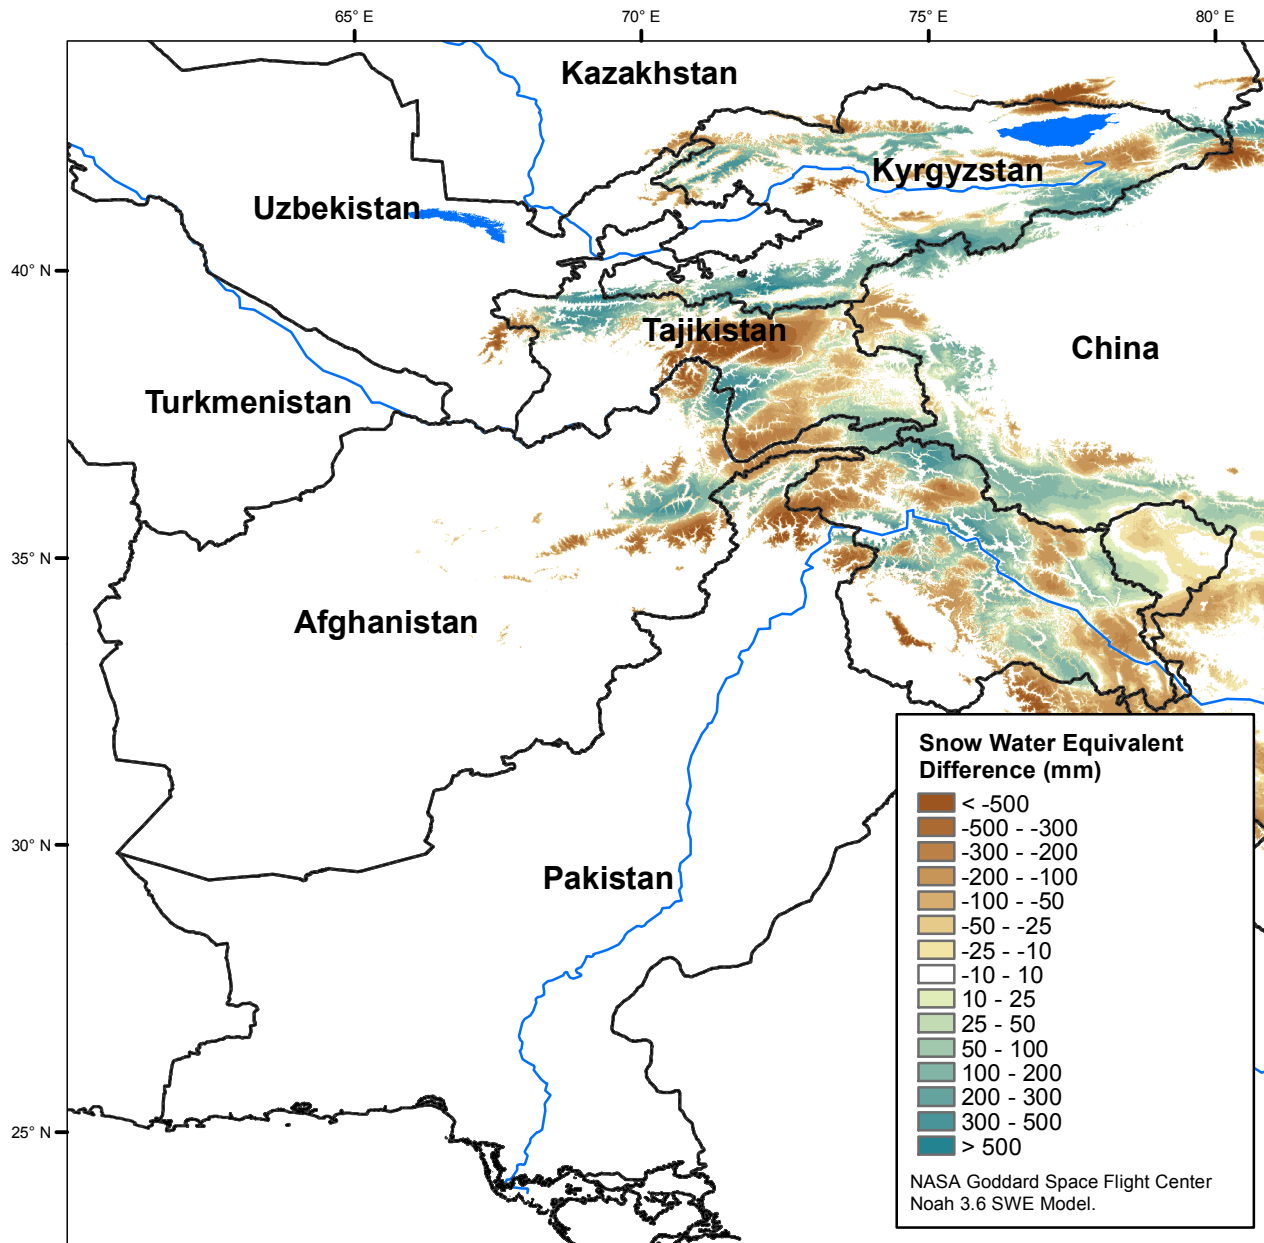 65° E
70° E
75° E
80° E
Kazakhstan
Kyrgyzstan
Uzbekistan
40° N
Tajikistan
China
Turkmenistan
35° N
Afghanistan
Snow Water Equivalent
Difference (mm)
< -500
-500 - -300
-300 - -200
-200 - -100
-100 - -50
-50 - -25
-25 - -10
-10 - 10
10 - 25
25 - 50
50 - 100
100 - 200
200 - 300
300 - 500
> 500
NASA Goddard Space Flight Center
Noah 3.6 SWE Model.
30° N
Pakistan
25° N